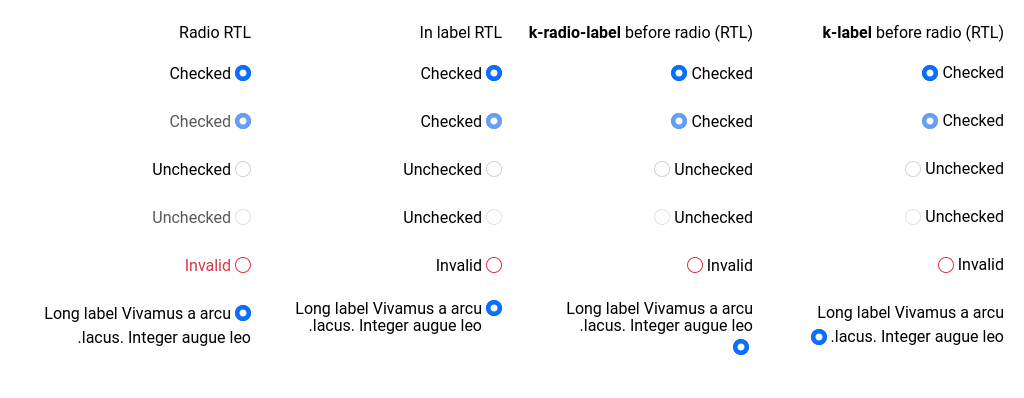 Radio RTL
In label RTL
k-radio-label before radio (RTL)
k-label before radio (RTL)
Checked
Checked
Checked
Checked
Checked
Checked
Checked
Checked
Unchecked
Unchecked
Unchecked
Unchecked
Unchecked
Unchecked
Unchecked
Unchecked
Invalid
Invalid
Invalid
Invalid
Long label Vivamus a arcu
.lacus. Integer augue leo
Long label Vivamus a arcu
.lacus. Integer augue leo
Long label Vivamus a arcu
.lacus. Integer augue leo
Long label Vivamus a arcu
.lacus. Integer augue leo